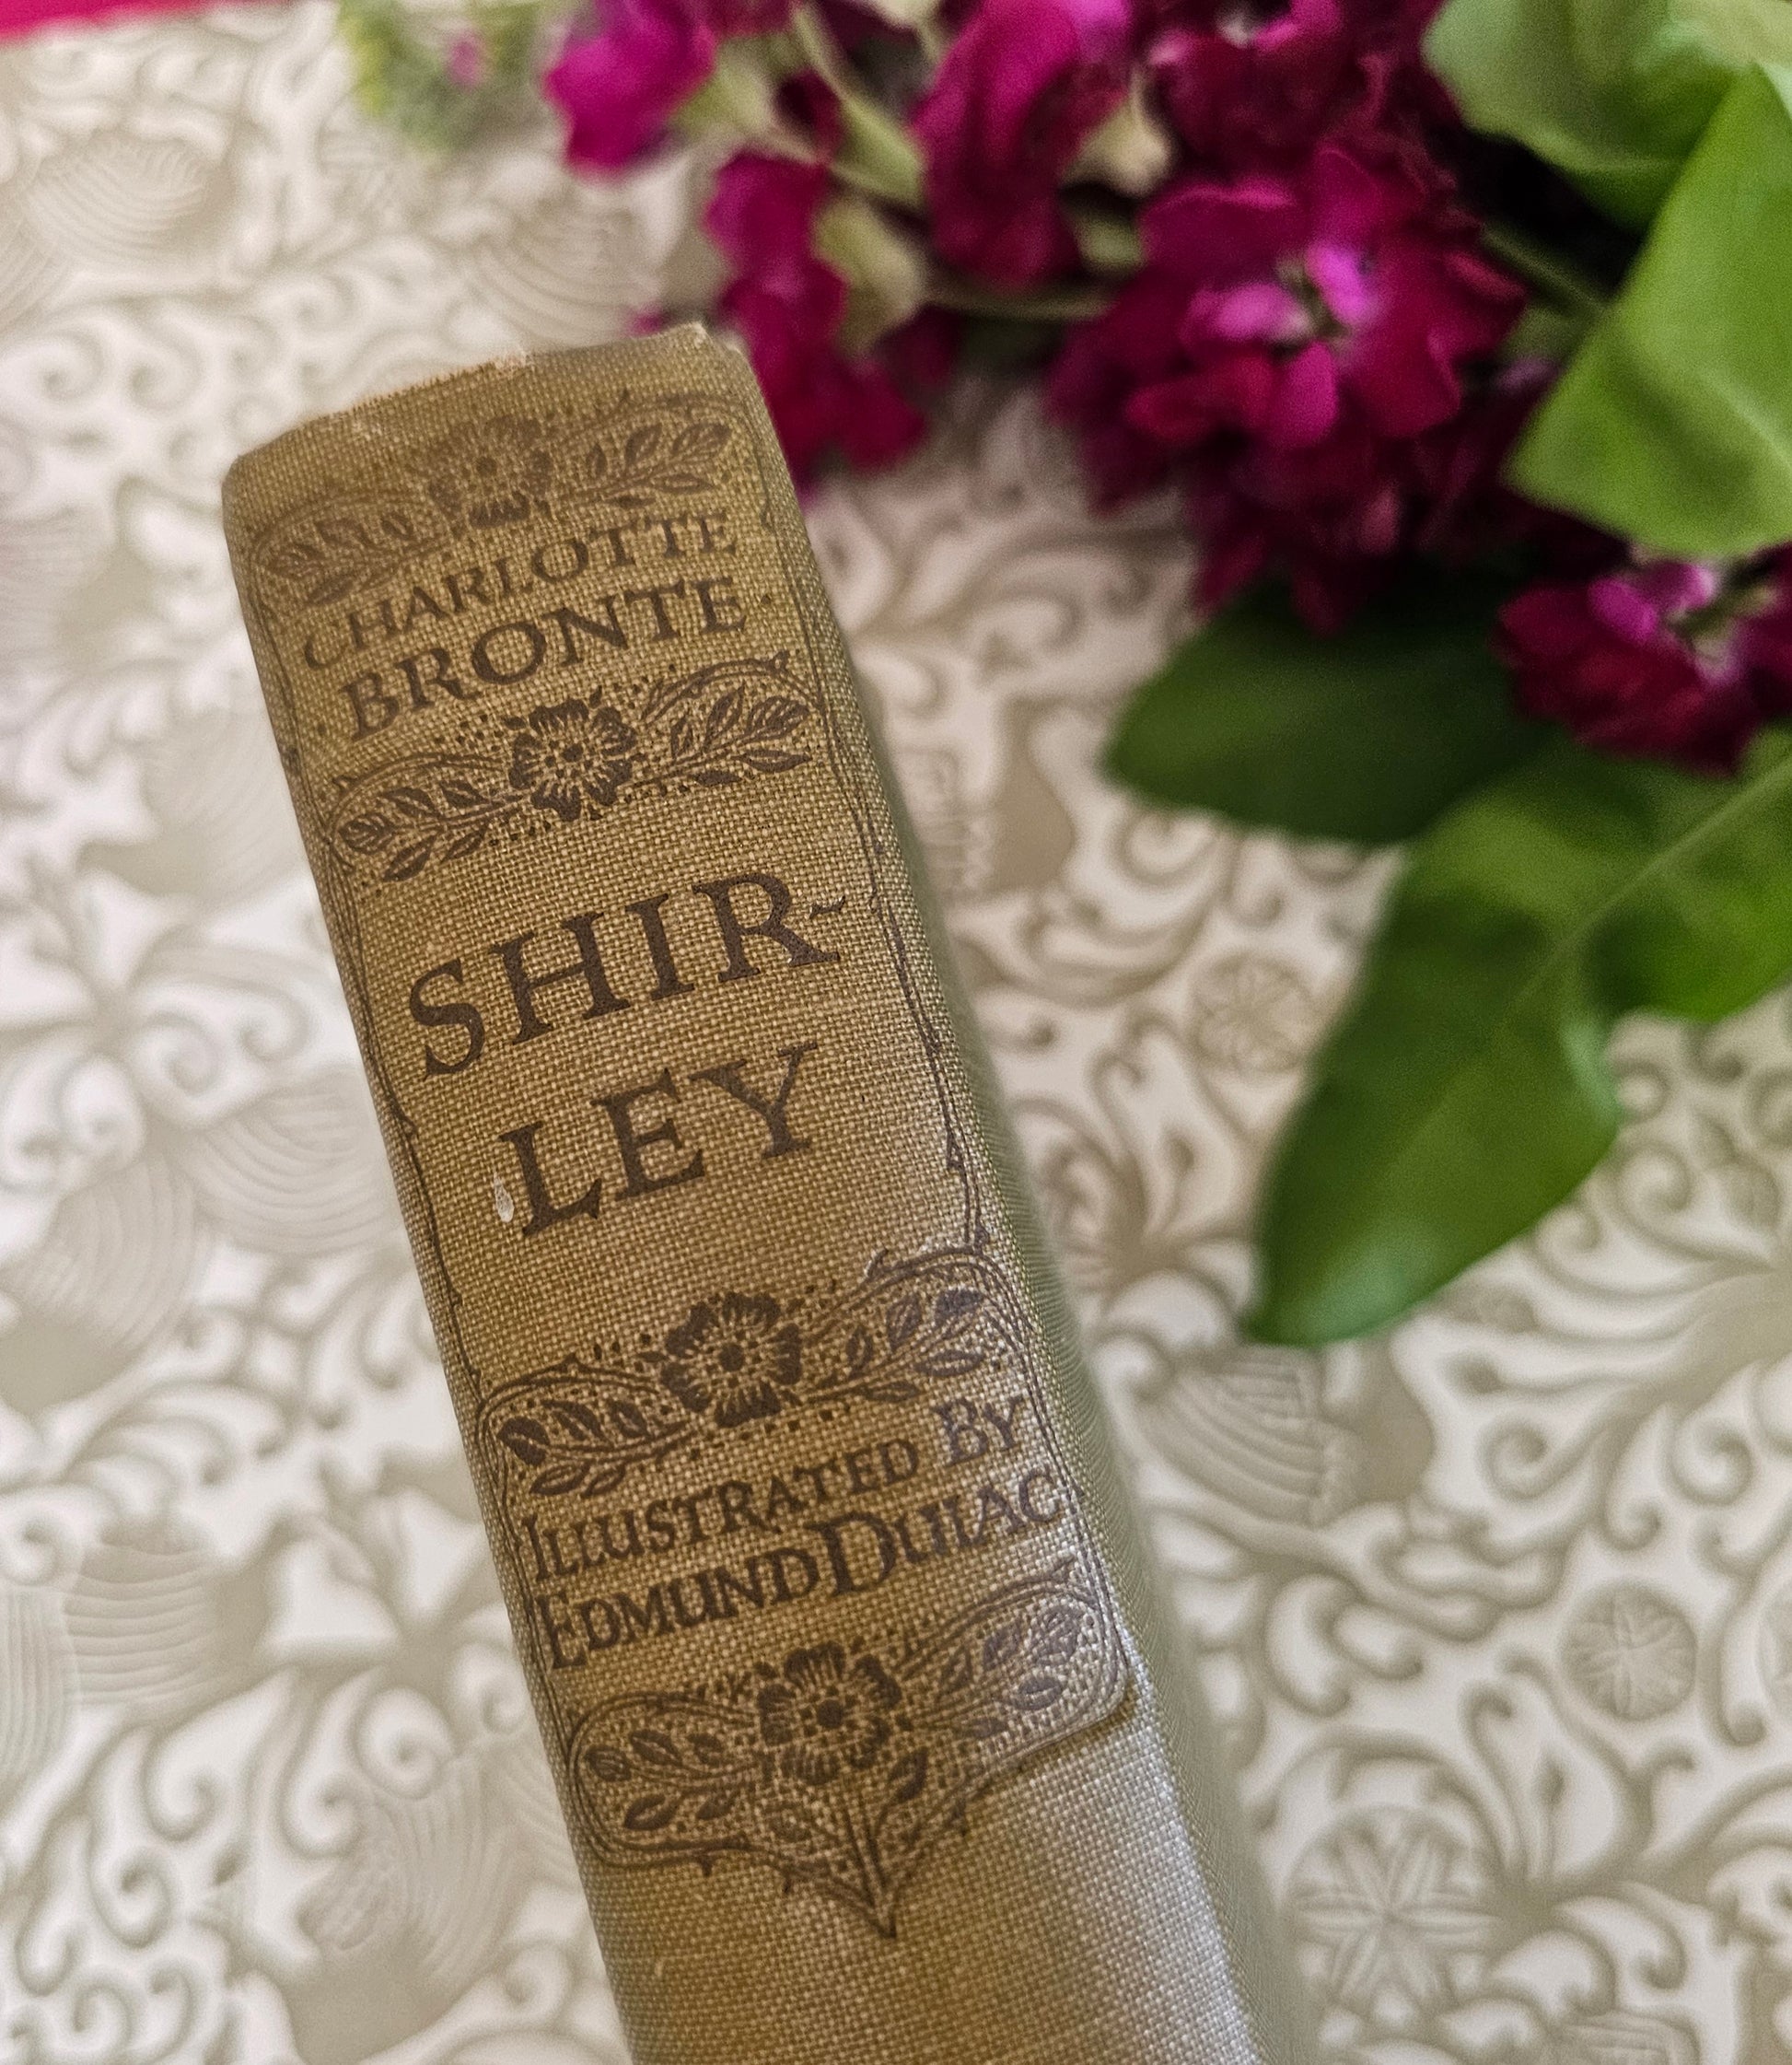 CHARLOTTE
BRONTE
SHIR-
LEY
ILLUSTRATED BY
EDMUND DULAC